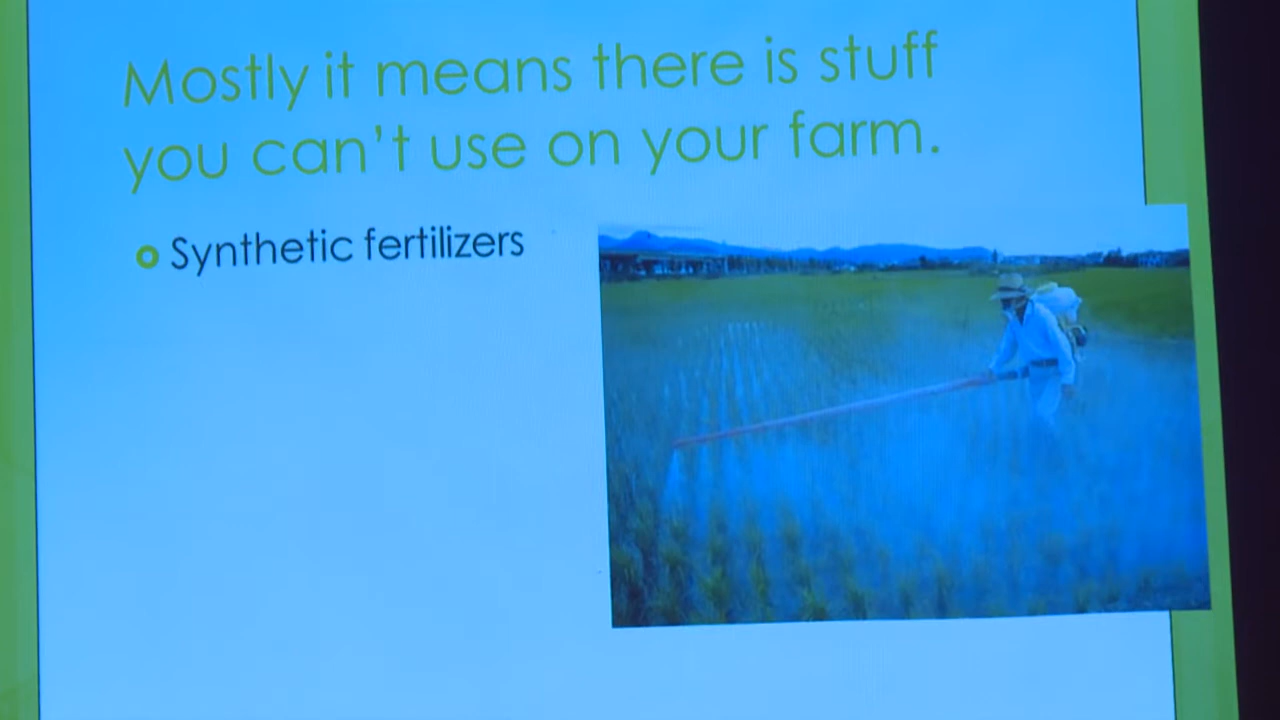 Mostly it means there is stuff
you can't use on your farm.
Synthetic fertilizers